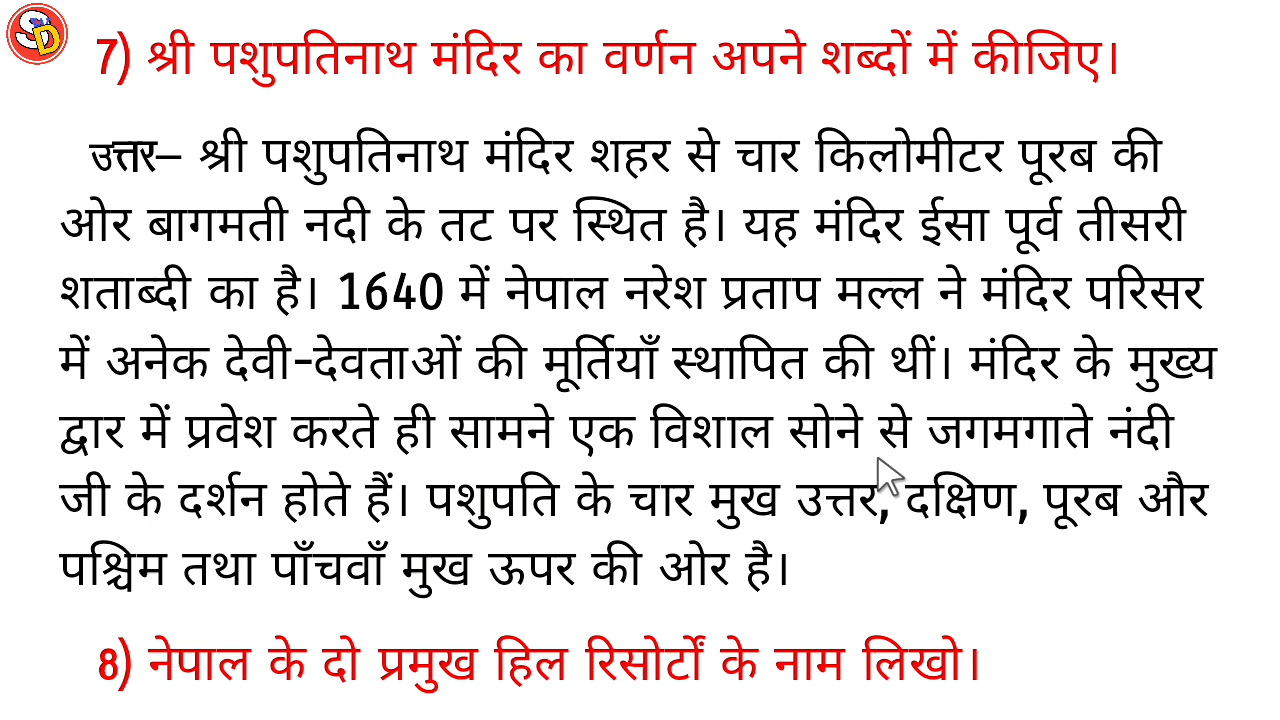 SD
7) श्री पशुपतिनाथ मंदिर का वर्णन अपने शब्दों में कीजिए।
उत्तर– श्री पशुपतिनाथ मंदिर शहर से चार किलोमीटर पूरब की
ओर बागमती नदी के तट पर स्थित है। यह मंदिर ईसा पूर्व तीसरी
शताब्दी का है। 1640 में नेपाल नरेश प्रताप मल्ल ने मंदिर परिसर
में अनेक देवी-देवताओं की मूर्तियाँ स्थापित की थीं। मंदिर के मुख्य
द्वार में प्रवेश करते ही सामने एक विशाल सोने से जगमगाते नंदी
जी के दर्शन होते हैं। पशुपति के चार मुख उत्तर, दक्षिण, पूरब और
पश्चिम तथा पाँचवाँ मुख ऊपर की ओर है।
8) नेपाल के दो प्रमुख हिल रिसोर्टों के नाम लिखो।